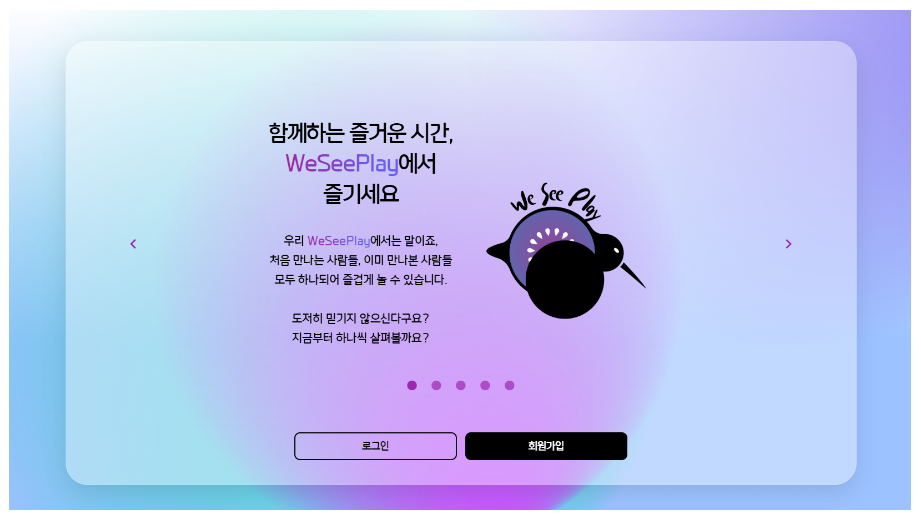 함께하는 즐거운 시간,
WeSeePlay에서
즐기세요
We See Play
우리 WeSeePlay에서는 말이죠,
처음 만나는 사람들, 이미 만나본 사람들
모두 하나되어 즐겁게 놀 수 있습니다.
도저히 믿기지 않으신다구요?
지금부터 하나씩 살펴볼까요?
로그인
회원가입